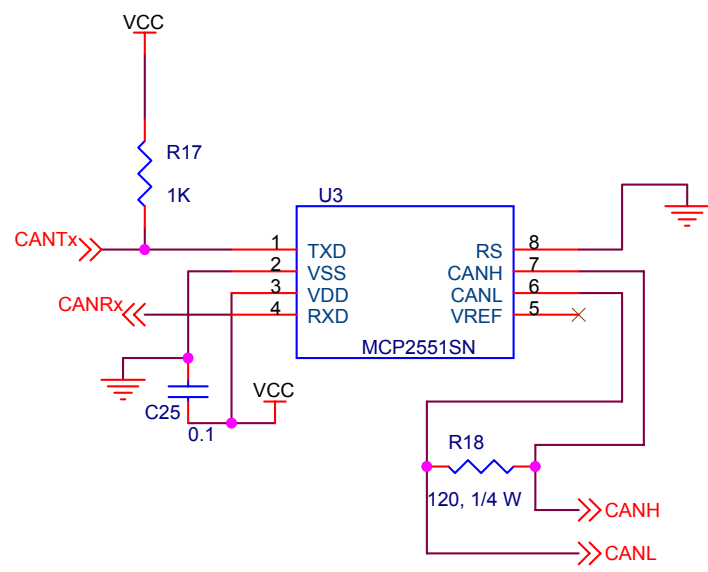 VCC
R17
1K
U3
CANTx
1
TXD
RS
8
2
VSS
CANH
7
3
VDD
CANL
6
CANRx
4
RXD
VREF
5
MCP2551SN
VCC
C25
0.1
R18
120, 1/4 W
CANH
CANL